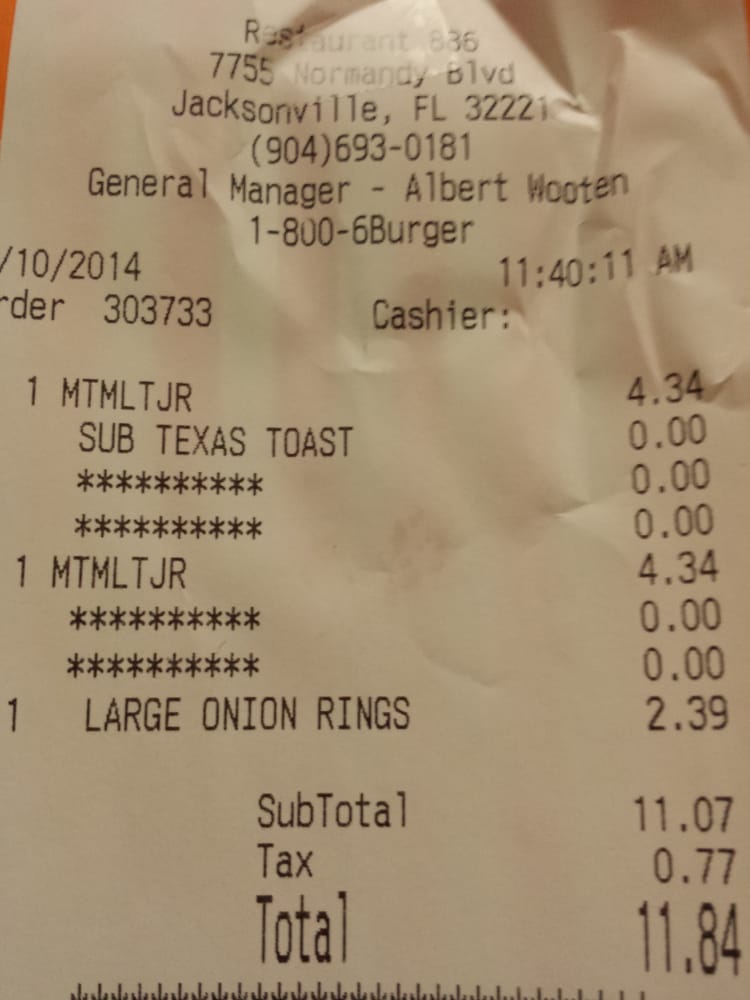 Restaurant 836
7755 Normandy Blvd
Jacksonville, FL 32221
(904)693-0181
General Manager - Albert Wooten
1-800-6Burger
/10/2014 11:40:11 AM
rder 303733 Cashier:
1 MTMLTJR 4.34
SUB TEXAS TOAST 0.00
********** 0.00
********** 0.00
1 MTMLTJR 4.34
********** 0.00
********** 0.00
1 LARGE ONION RINGS 2.39
SubTotal 11.07
Tax 0.77
Total 11.84